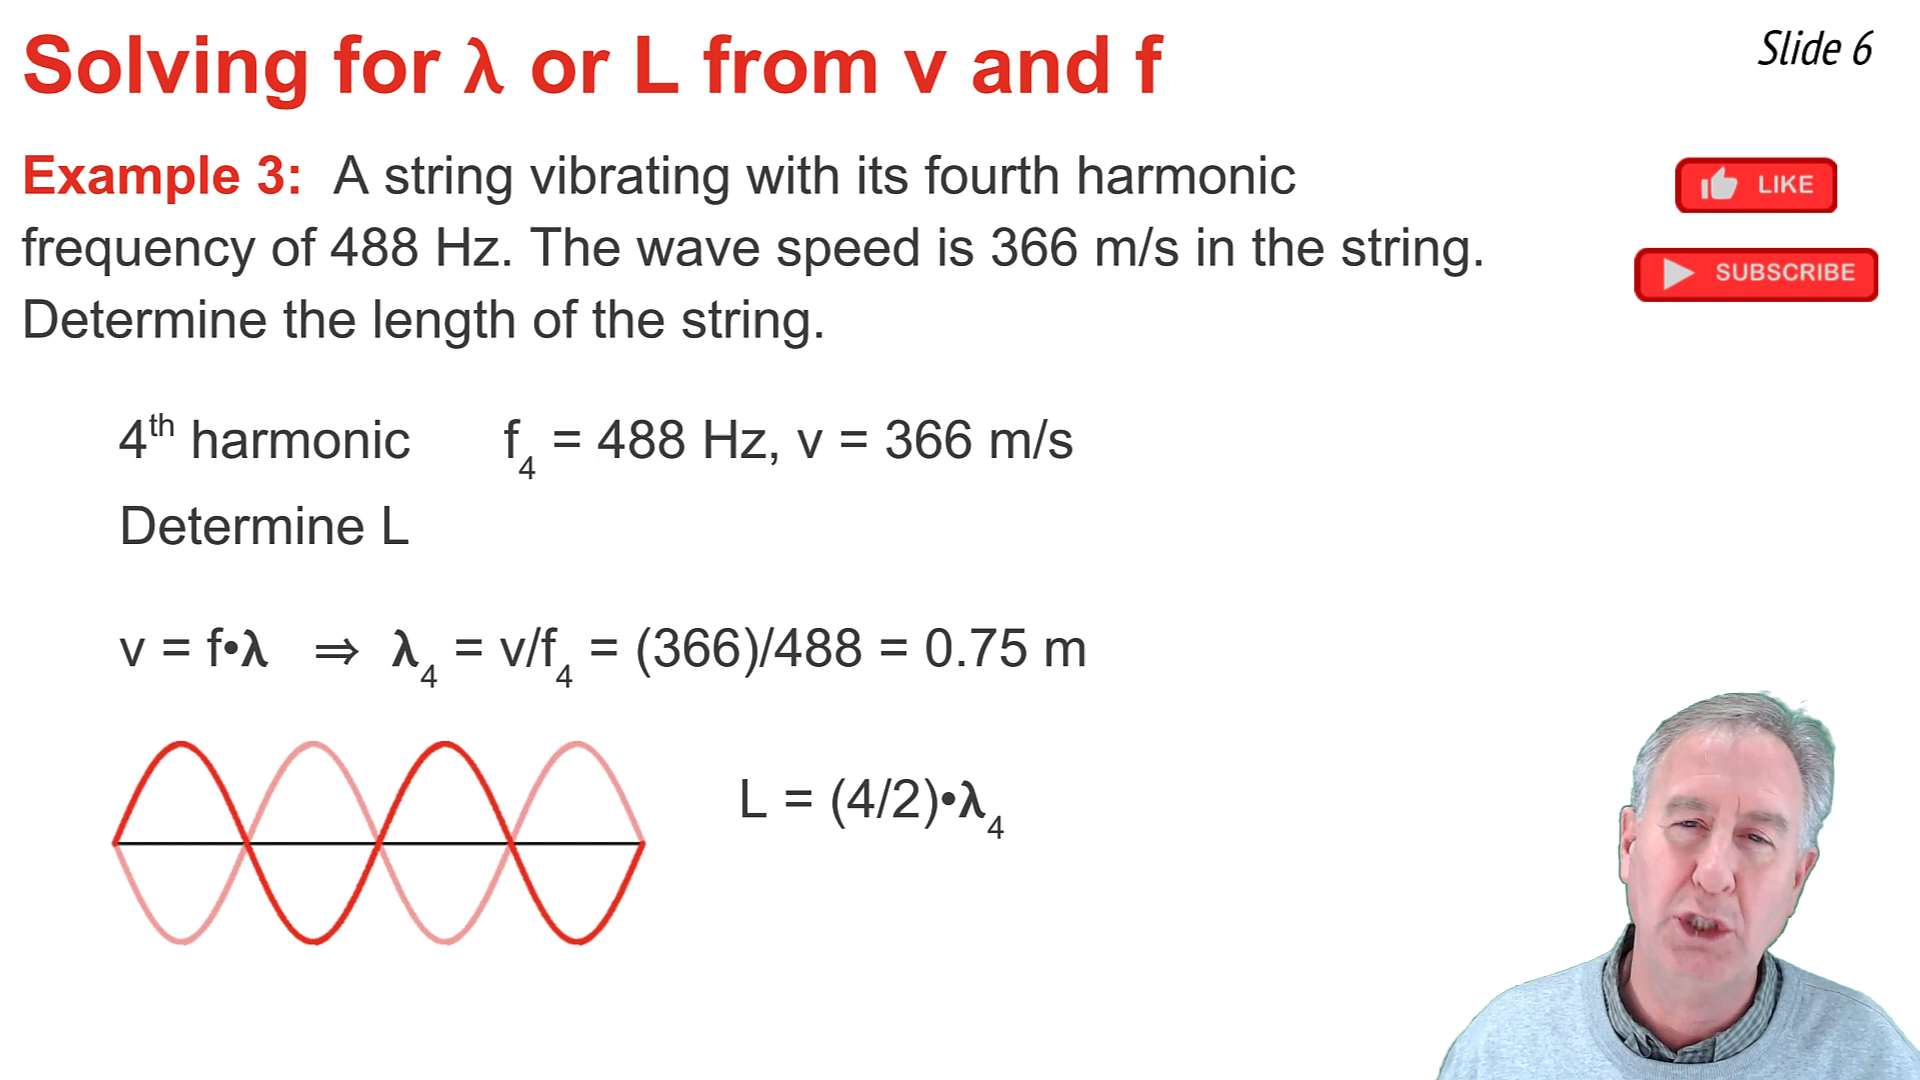 Solving for λ or L from v and f
Slide 6
Example 3: A string vibrating with its fourth harmonic
frequency of 488 Hz. The wave speed is 366 m/s in the string.
Determine the length of the string.
LIKE
SUBSCRIBE
4th harmonic f4 = 488 Hz, v = 366 m/s
Determine L
v = f•λ ⇒ λ4 = v/f4 = (366)/488 = 0.75 m
L = (4/2)•λ4